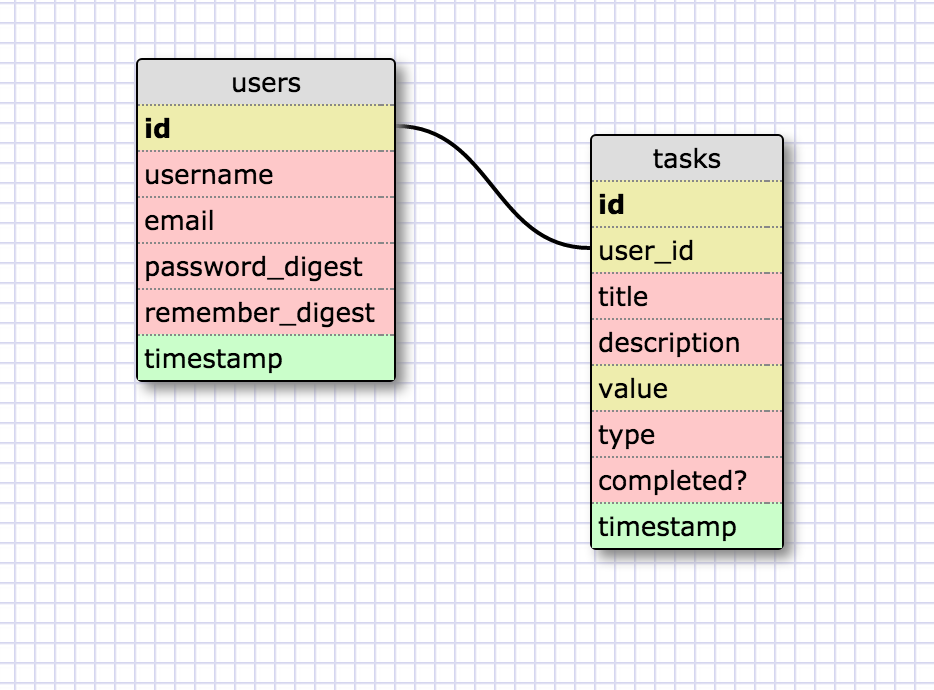 users
id
username
email
password_digest
remember_digest
timestamp
tasks
id
user_id
title
description
value
type
completed?
timestamp